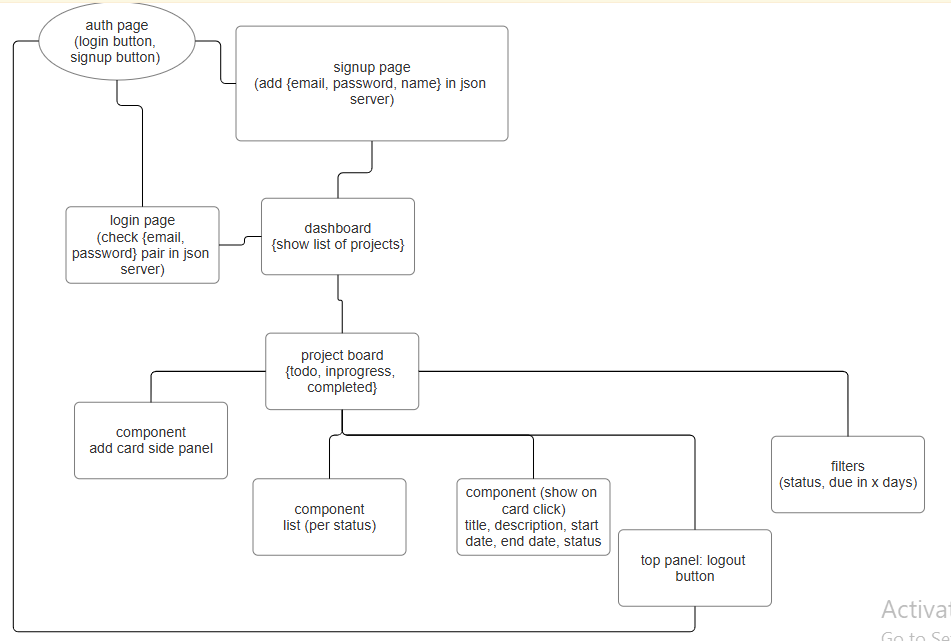 auth page
(login button,
signup button)
signup page
(add {email, password, name} in json
server)
login page
(check {email,
password} pair in json
server)
dashboard
{show list of projects}
project board
{todo, inprogress,
completed}
component
add card side panel
component
list (per status)
component (show on
card click)
title, description, start
date, end date, status
filters
(status, due in x days)
top panel: logout
button
Activat
Go to Se